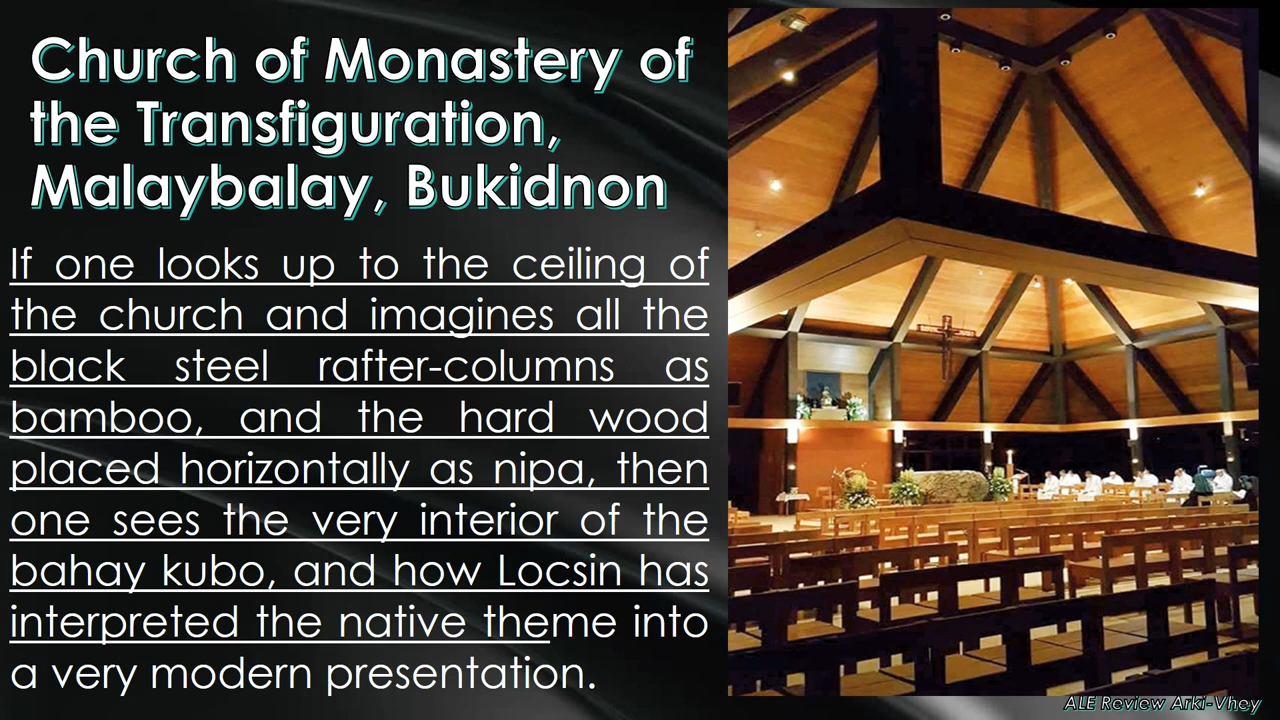 Church of Monastery of
the Transfiguration,
Malaybalay, Bukidnon
If one looks up to the ceiling of
the church and imagines all the
black steel rafter-columns as
bamboo, and the hard wood
placed horizontally as nipa, then
one sees the very interior of the
bahay kubo, and how Locsin has
interpreted the native theme into
a very modern presentation.
ALE Review Arki-Vhey